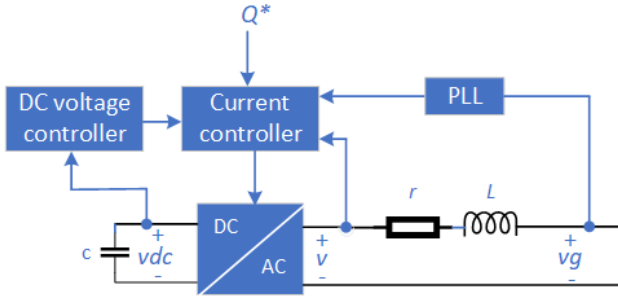 Q*
DC voltage
controller
Current
controller
PLL
r
L
DC
AC
c
+
vdc
-
+
v
-
+
vg
-